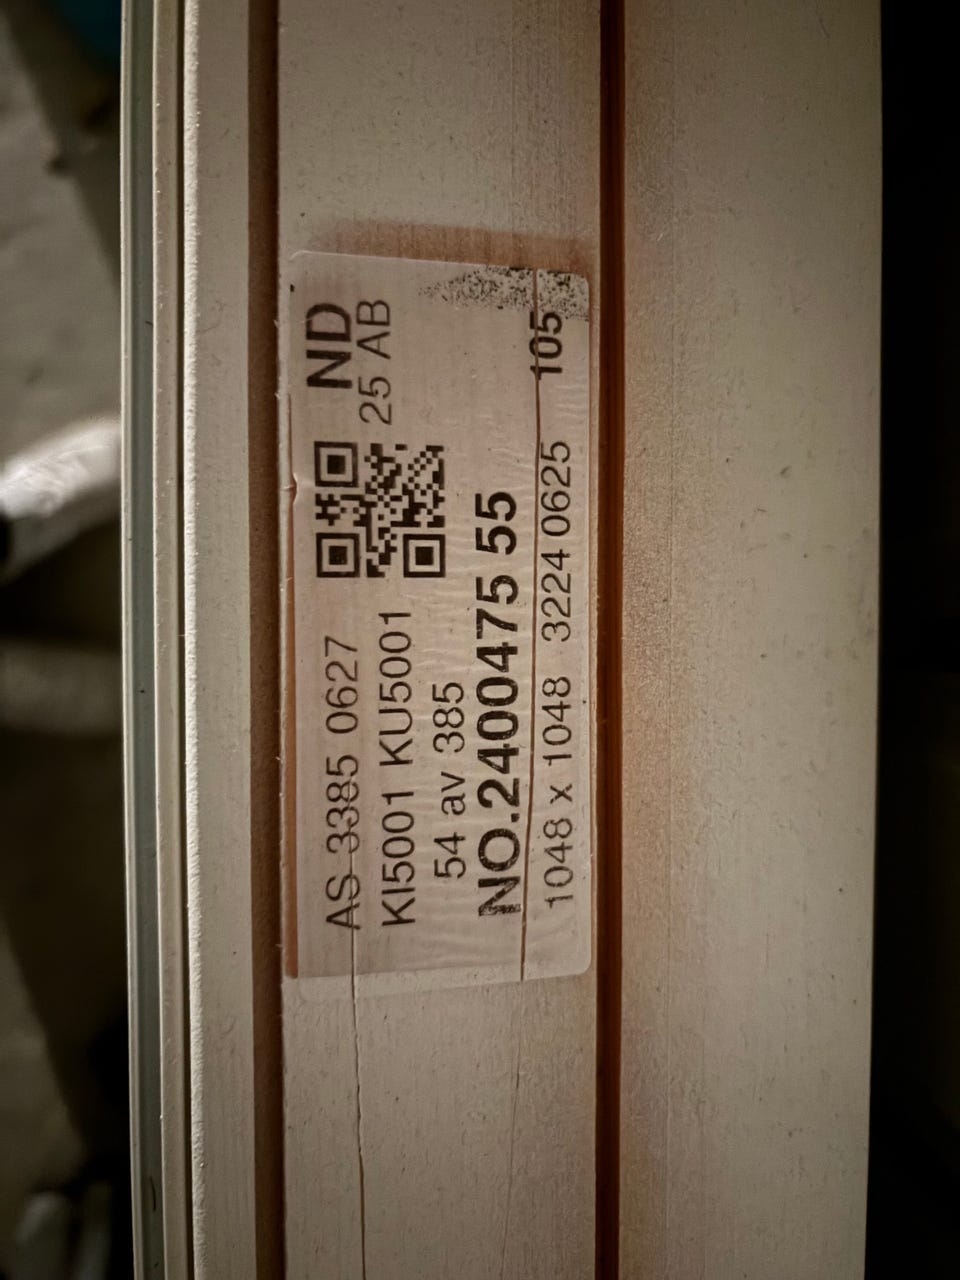 AS 3385 0627 ND
KI5001 KU5001 25 AB
54 av 385
NO.2400475 55
1048 x 1048 3224 0625 105